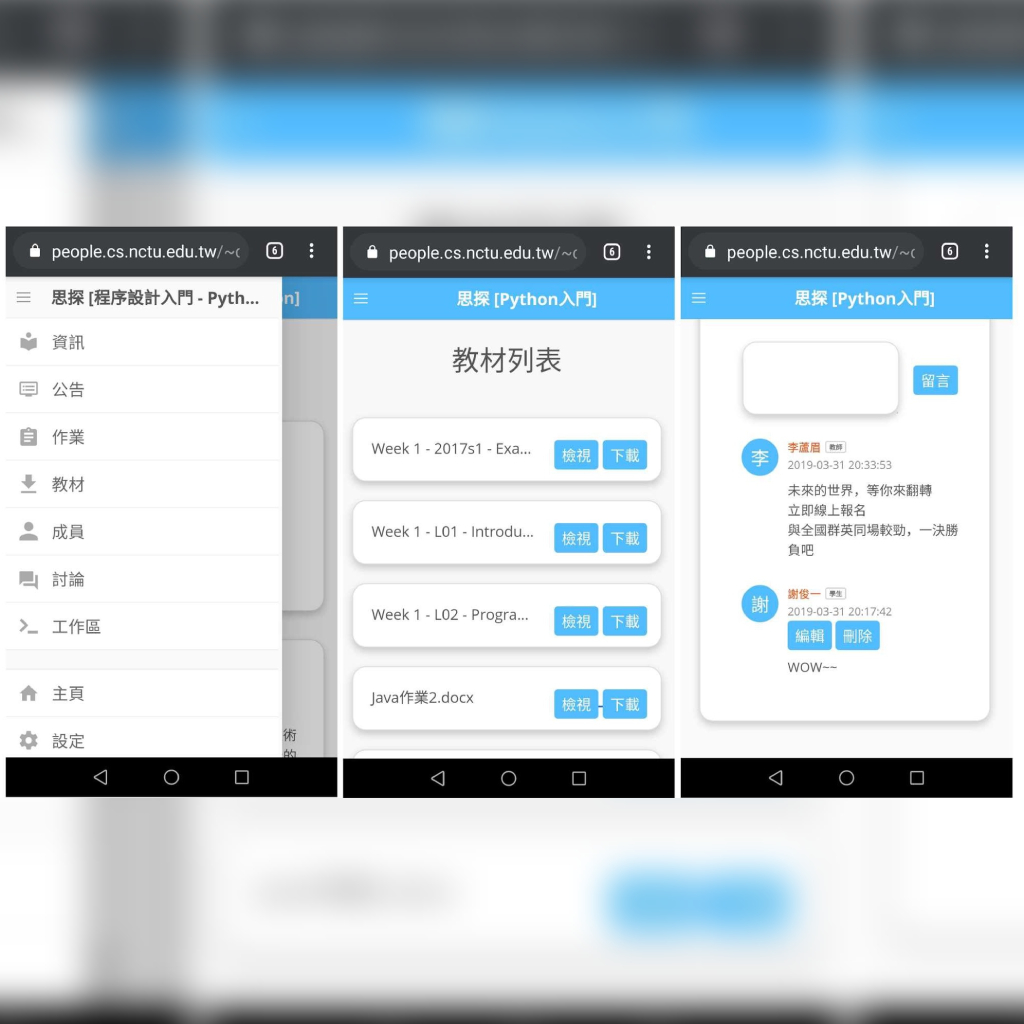 people.cs.nctu.edu.tw/~c
6
思探 [程序設計入門 - Pyth...
n]
資訊
公告
作業
教材
成員
討論
工作區
主頁
設定
術
的
people.cs.nctu.edu.tw/~c
6
思探 [Python入門]
教材列表
Week 1 - 2017s1 - Exa...
檢視
下載
Week 1 - L01 - Introdu...
檢視
下載
Week 1 - L02 - Progra...
檢視
下載
Java作業2.docx
檢視
下載
people.cs.nctu.edu.tw/~c
6
思探 [Python入門]
留言
李
李蘆眉 教師
2019-03-31 20:33:53
未來的世界，等你來翻轉
立即線上報名
與全國群英同場較勁，一決勝
負吧
謝
謝俊一 學生
2019-03-31 20:17:42
編輯
刪除
WOW~~